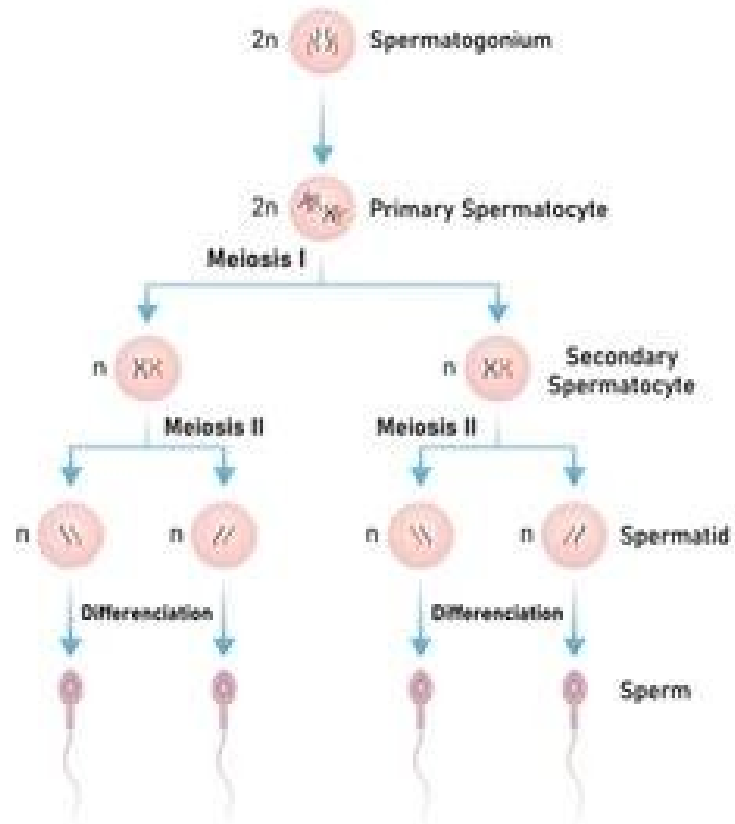 2n Spermatogonium
2n Primary Spermatocyte
Meiosis I
n n Secondary
Spermatocyte
Meiosis II Meiosis II
n n n n Spermatid
Differenciation Differenciation
Sperm